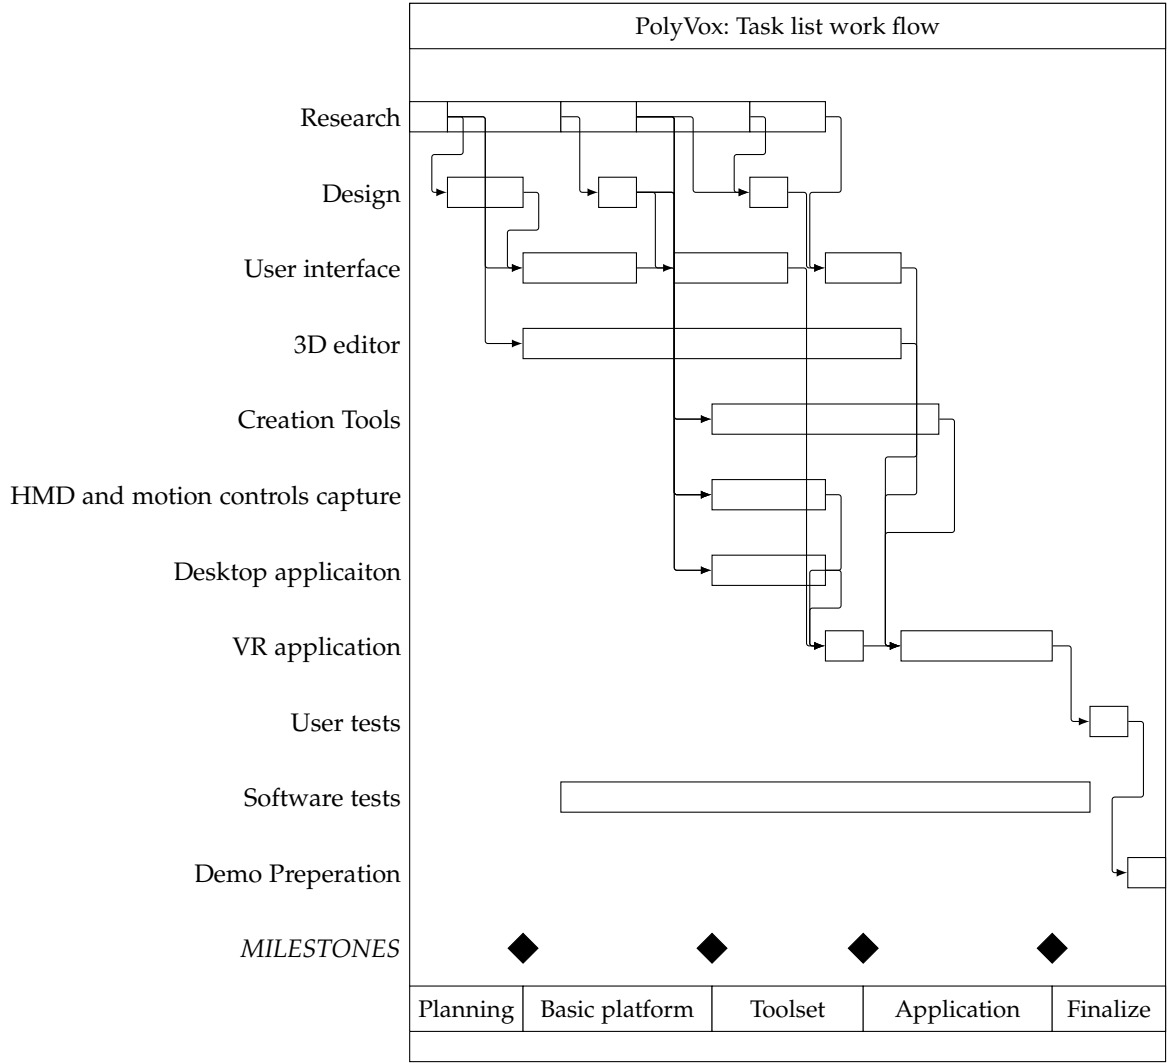 PolyVox: Task list work flow
Research
Design
User interface
3D editor
Creation Tools
HMD and motion controls capture
Desktop applicaiton
VR application
User tests
Software tests
Demo Preperation
MILESTONES
Planning Basic platform Toolset Application Finalize